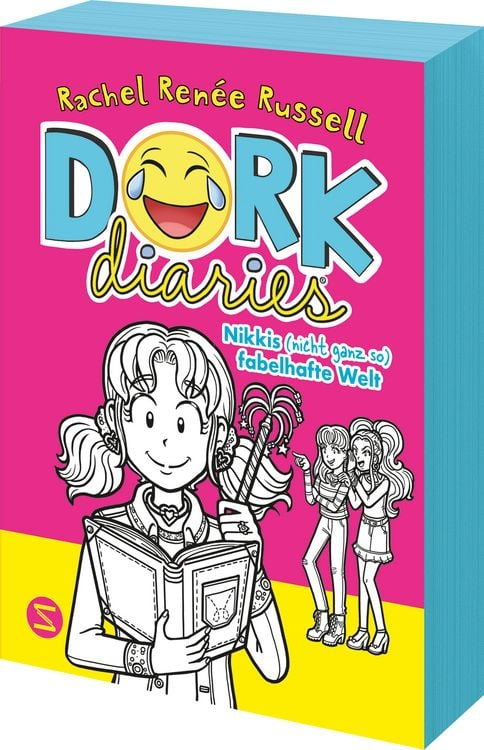 Rachel Renée Russell
DORK
diaries®
Nikkis (nicht ganz so)
fabelhafte Welt